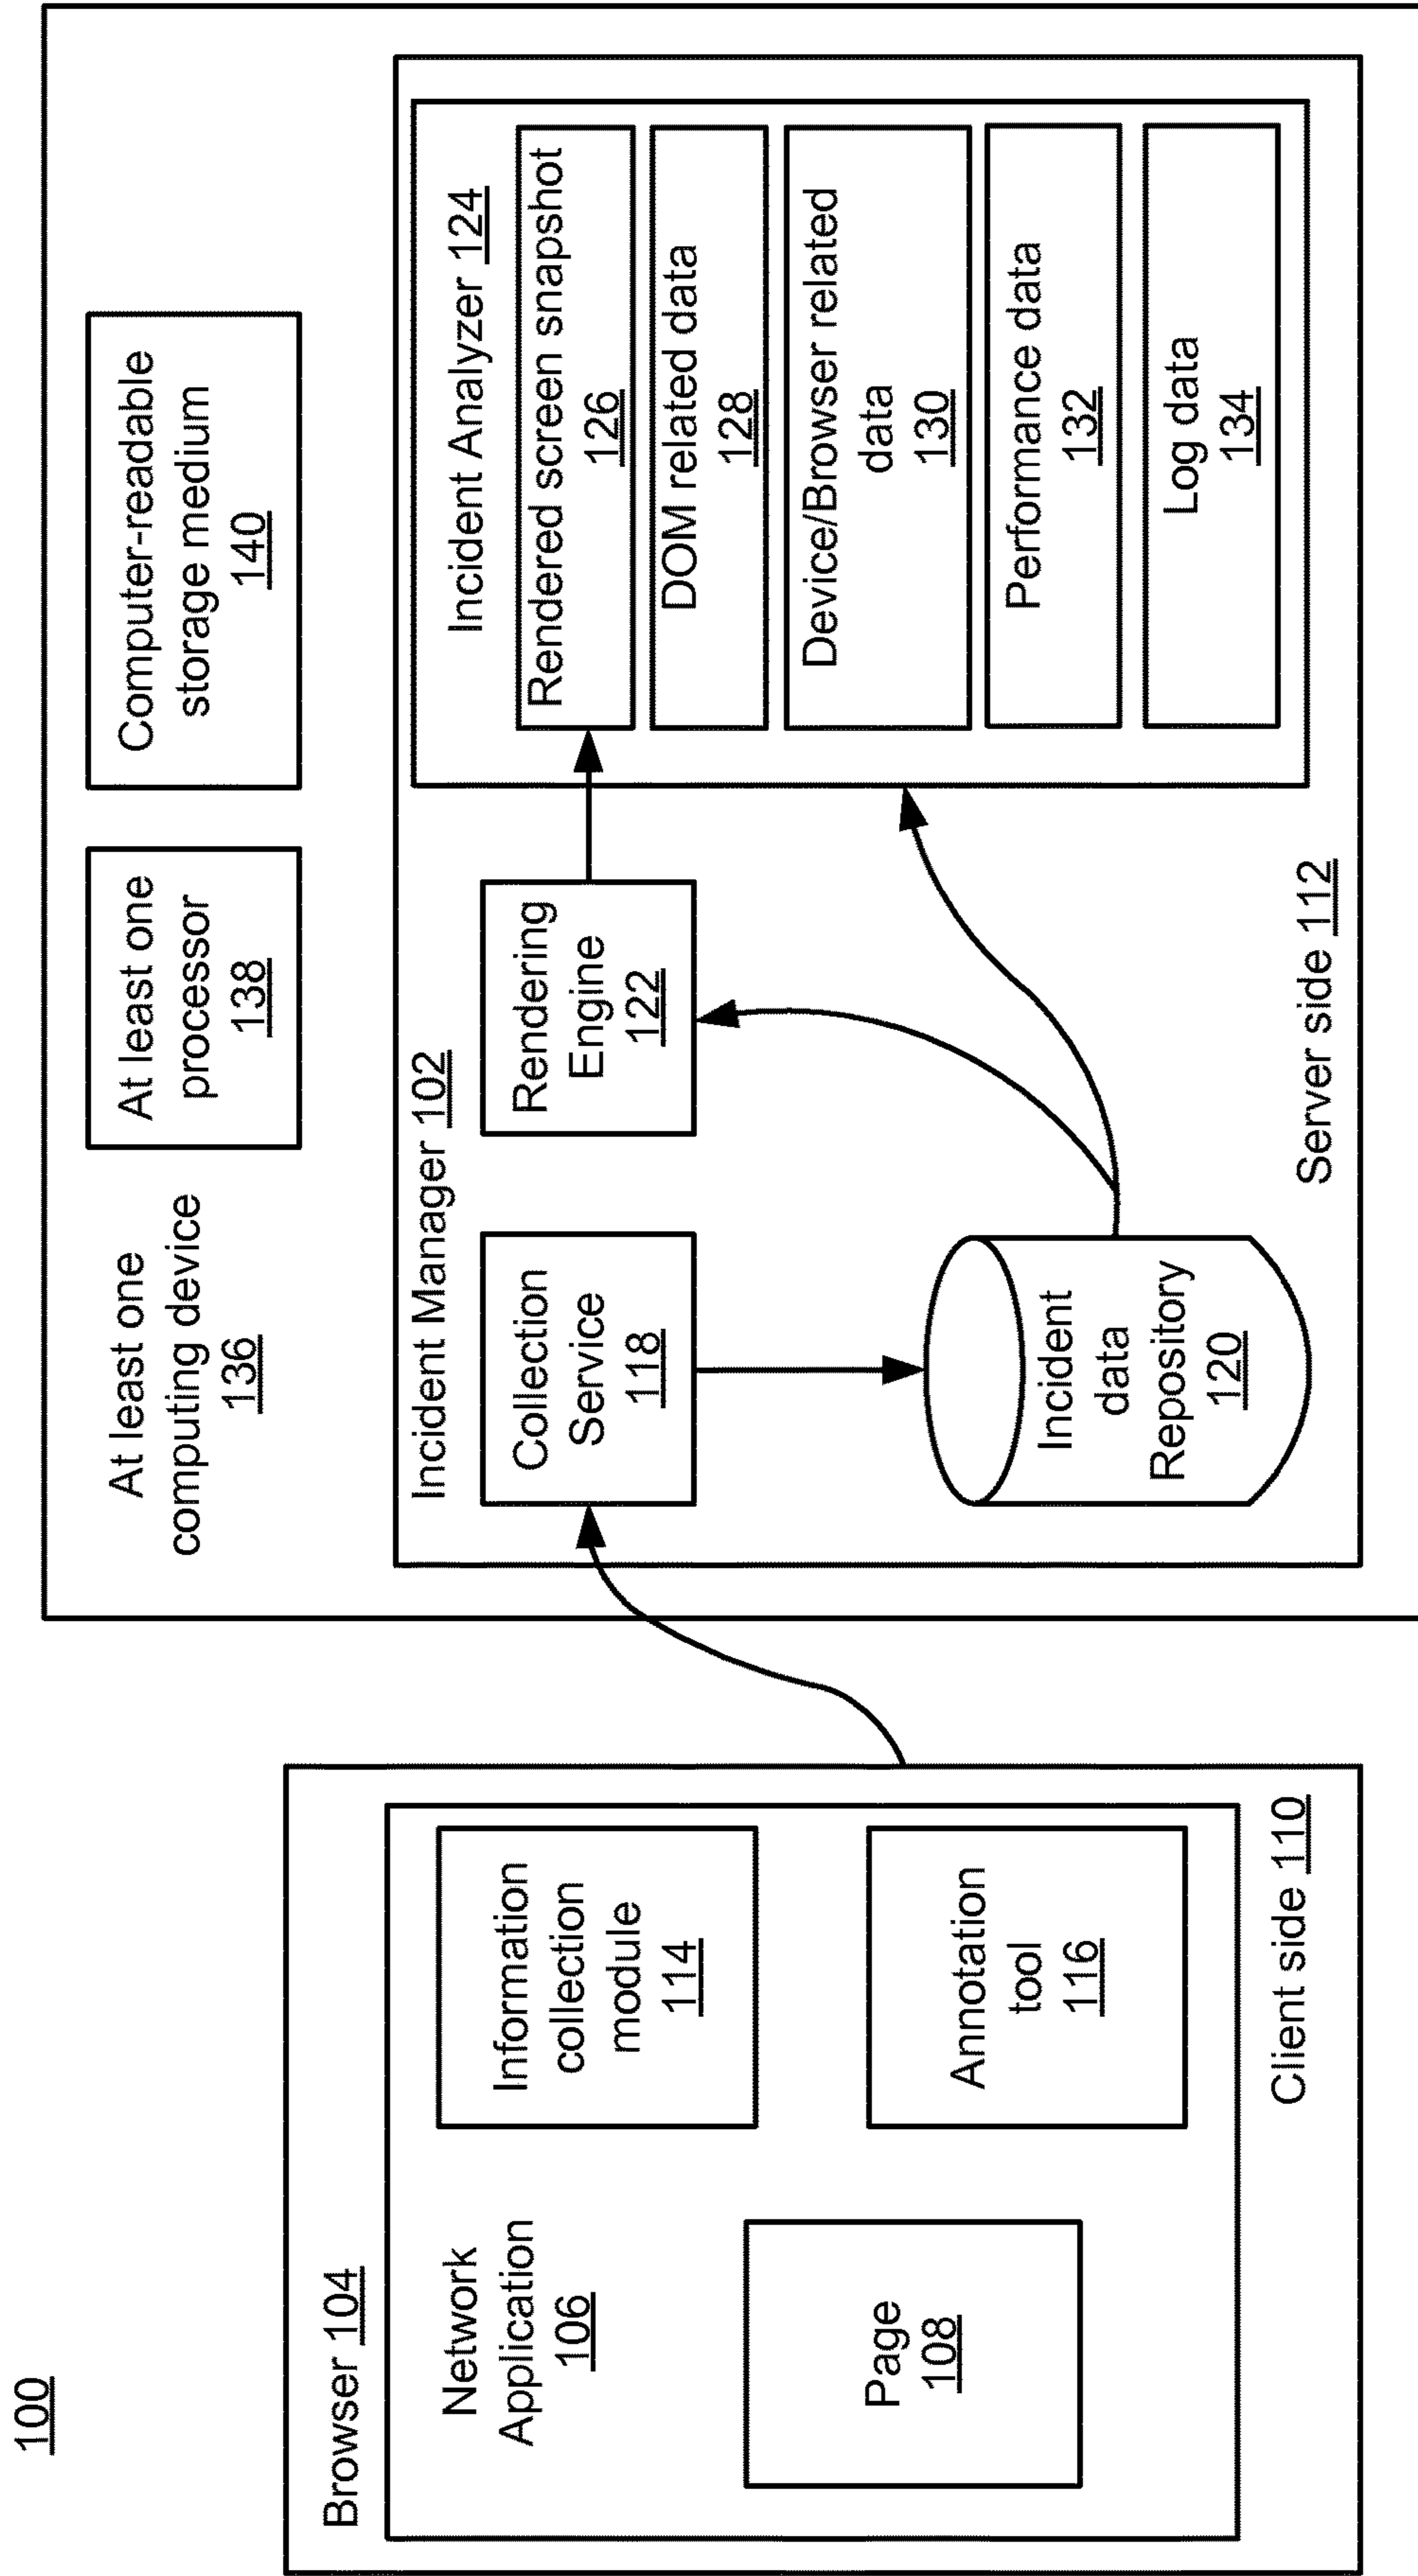 100
Browser 104
Network
Application
106
Page
108
Information
collection
module
114
Annotation
tool
116
Client side 110
At least one
computing device
136
At least one
processor
138
Computer-readable
storage medium
140
Incident Manager 102
Collection
Service
118
Incident
data
Repository
120
Rendering
Engine
122
Incident Analyzer 124
Rendered screen snapshot
126
DOM related data
128
Device/Browser related
data
130
Performance data
132
Log data
134
Server side 112